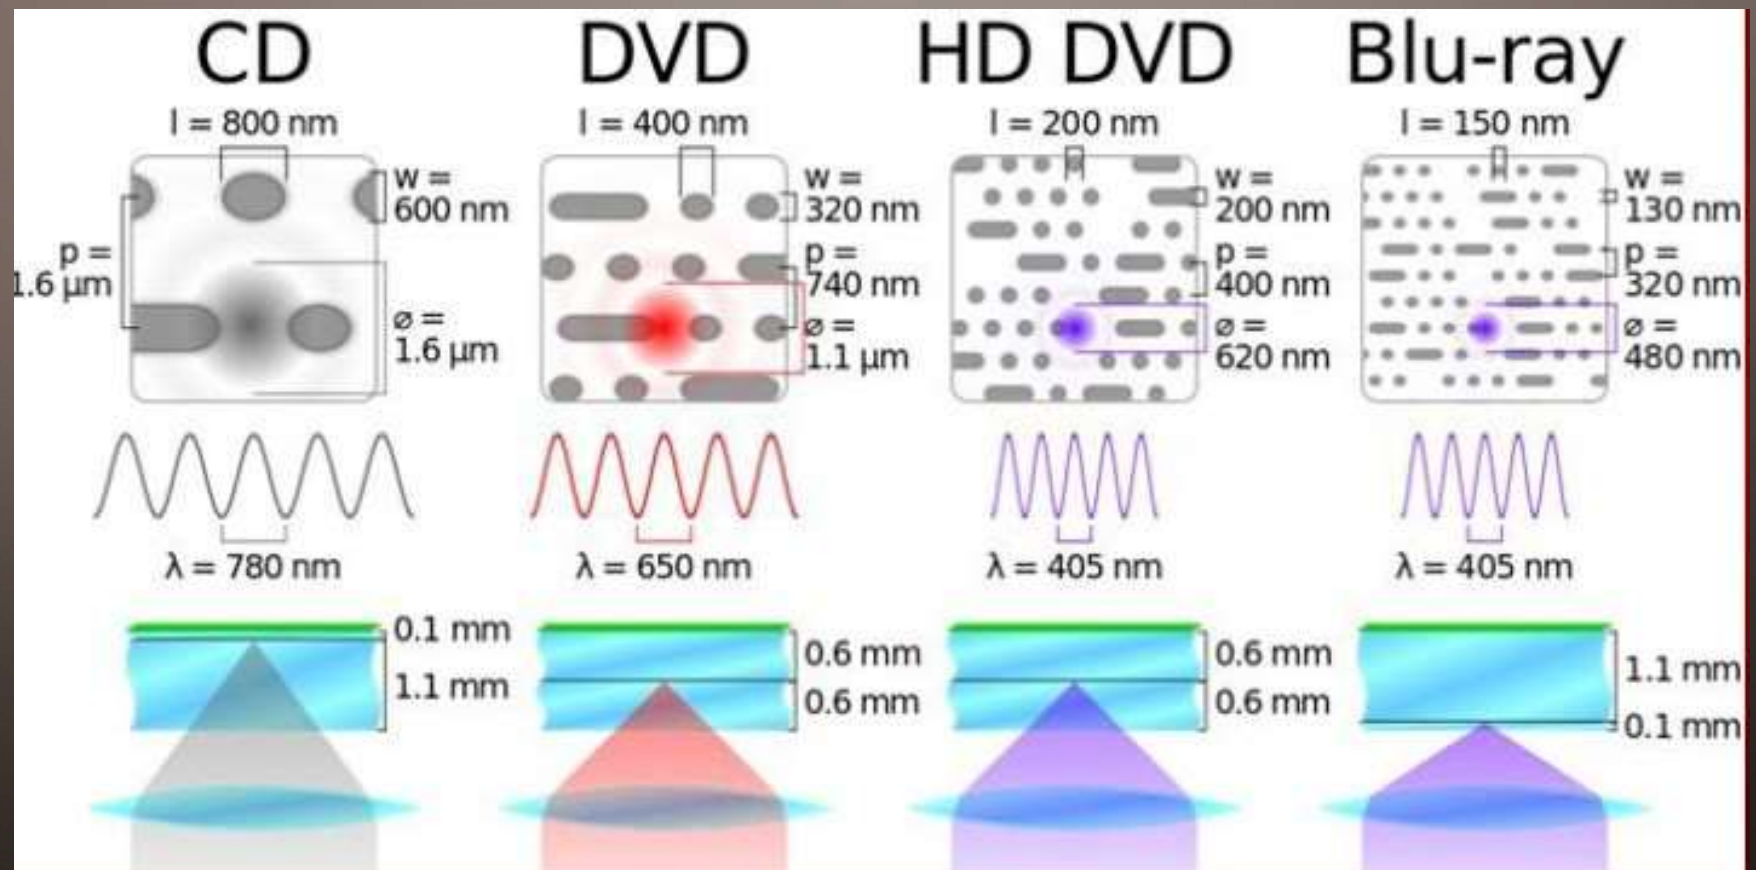 CD
l = 800 nm
w =
600 nm
p =
1.6 µm
⌀ =
1.6 µm
λ = 780 nm
0.1 mm
1.1 mm
DVD
l = 400 nm
w =
320 nm
p =
740 nm
⌀ =
1.1 µm
λ = 650 nm
0.6 mm
0.6 mm
HD DVD
l = 200 nm
w =
200 nm
p =
400 nm
⌀ =
620 nm
λ = 405 nm
0.6 mm
0.6 mm
Blu-ray
l = 150 nm
w =
130 nm
p =
320 nm
⌀ =
480 nm
λ = 405 nm
1.1 mm
0.1 mm